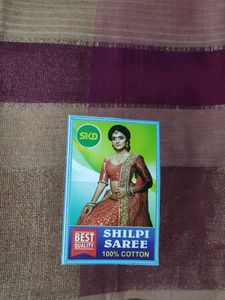 SKD
BEST
QUALITY
SHILPI
SAREE
100% COTTON